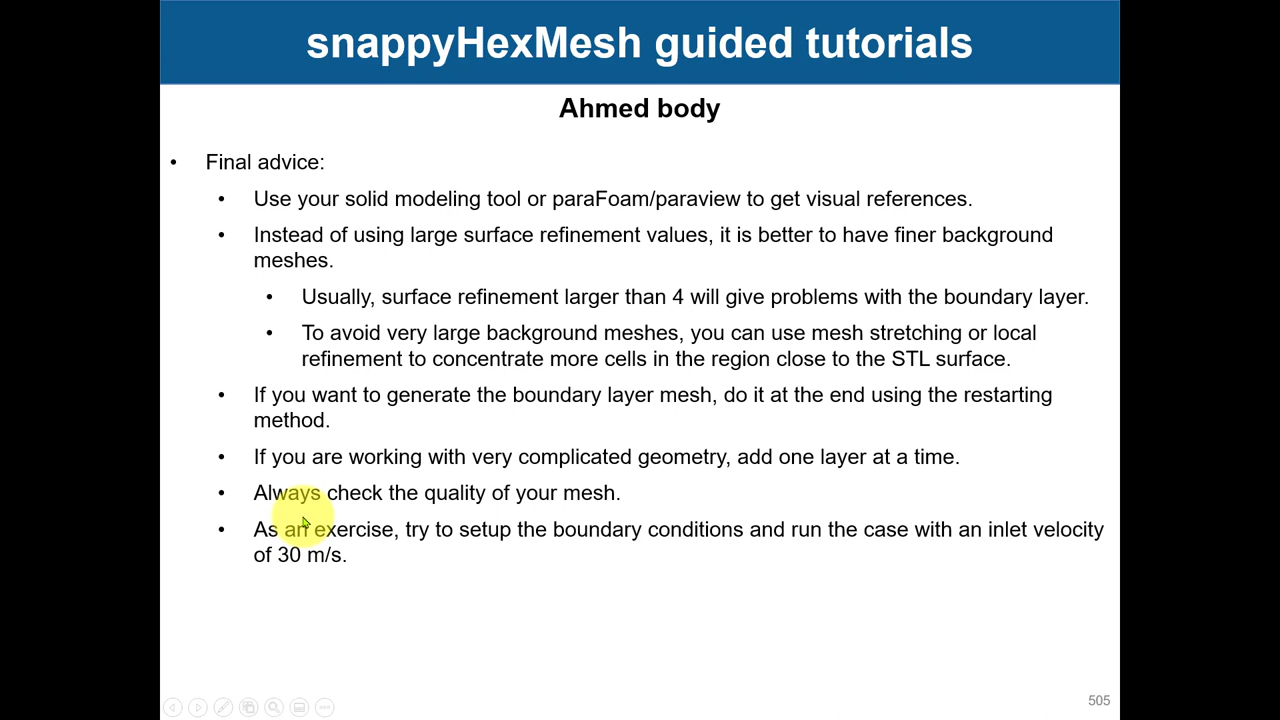 snappyHexMesh guided tutorials
Ahmed body
• Final advice:
• Use your solid modeling tool or paraFoam/paraview to get visual references.
• Instead of using large surface refinement values, it is better to have finer background
meshes.
• Usually, surface refinement larger than 4 will give problems with the boundary layer.
• To avoid very large background meshes, you can use mesh stretching or local
refinement to concentrate more cells in the region close to the STL surface.
• If you want to generate the boundary layer mesh, do it at the end using the restarting
method.
• If you are working with very complicated geometry, add one layer at a time.
• Always check the quality of your mesh.
• As an exercise, try to setup the boundary conditions and run the case with an inlet velocity
of 30 m/s.
505